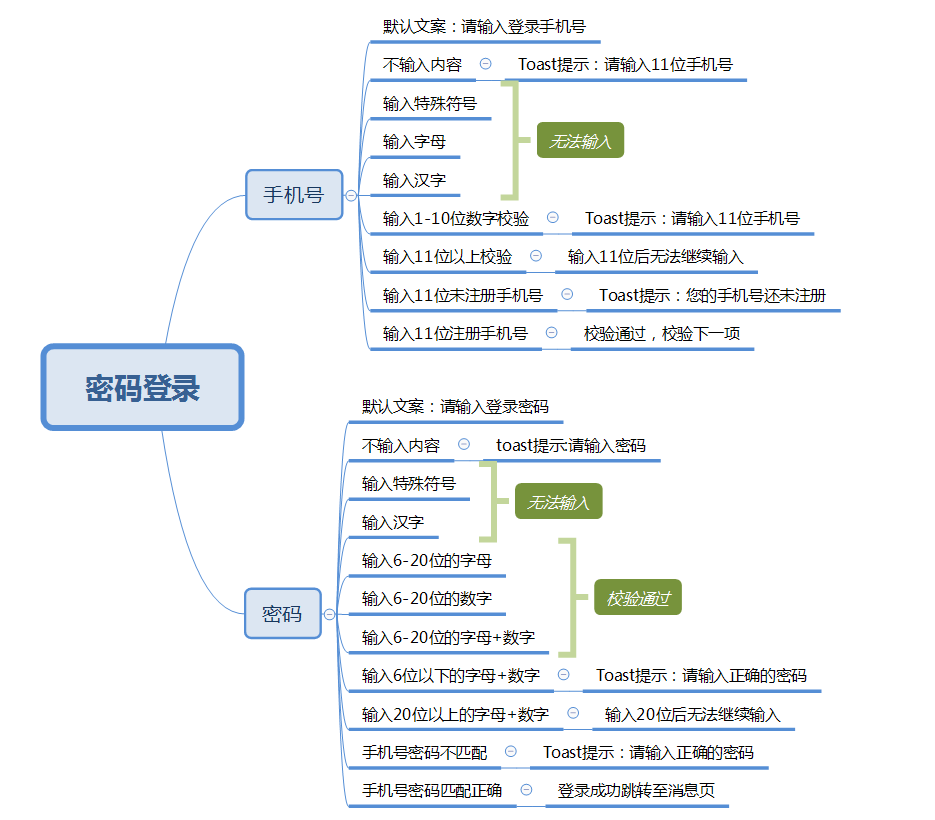 密码登录
手机号
默认文案：请输入登录手机号
不输入内容 Toast提示：请输入11位手机号
输入特殊符号
输入字母
输入汉字
无法输入
输入1-10位数字校验 Toast提示：请输入11位手机号
输入11位以上校验 输入11位后无法继续输入
输入11位未注册手机号 Toast提示：您的手机号还未注册
输入11位注册手机号 校验通过，校验下一项
密码
默认文案：请输入登录密码
不输入内容 toast提示:请输入密码
输入特殊符号
输入汉字
无法输入
输入6-20位的字母
输入6-20位的数字
输入6-20位的字母+数字
校验通过
输入6位以下的字母+数字 Toast提示：请输入正确的密码
输入20位以上的字母+数字 输入20位后无法继续输入
手机号密码不匹配 Toast提示：请输入正确的密码
手机号密码匹配正确 登录成功跳转至消息页